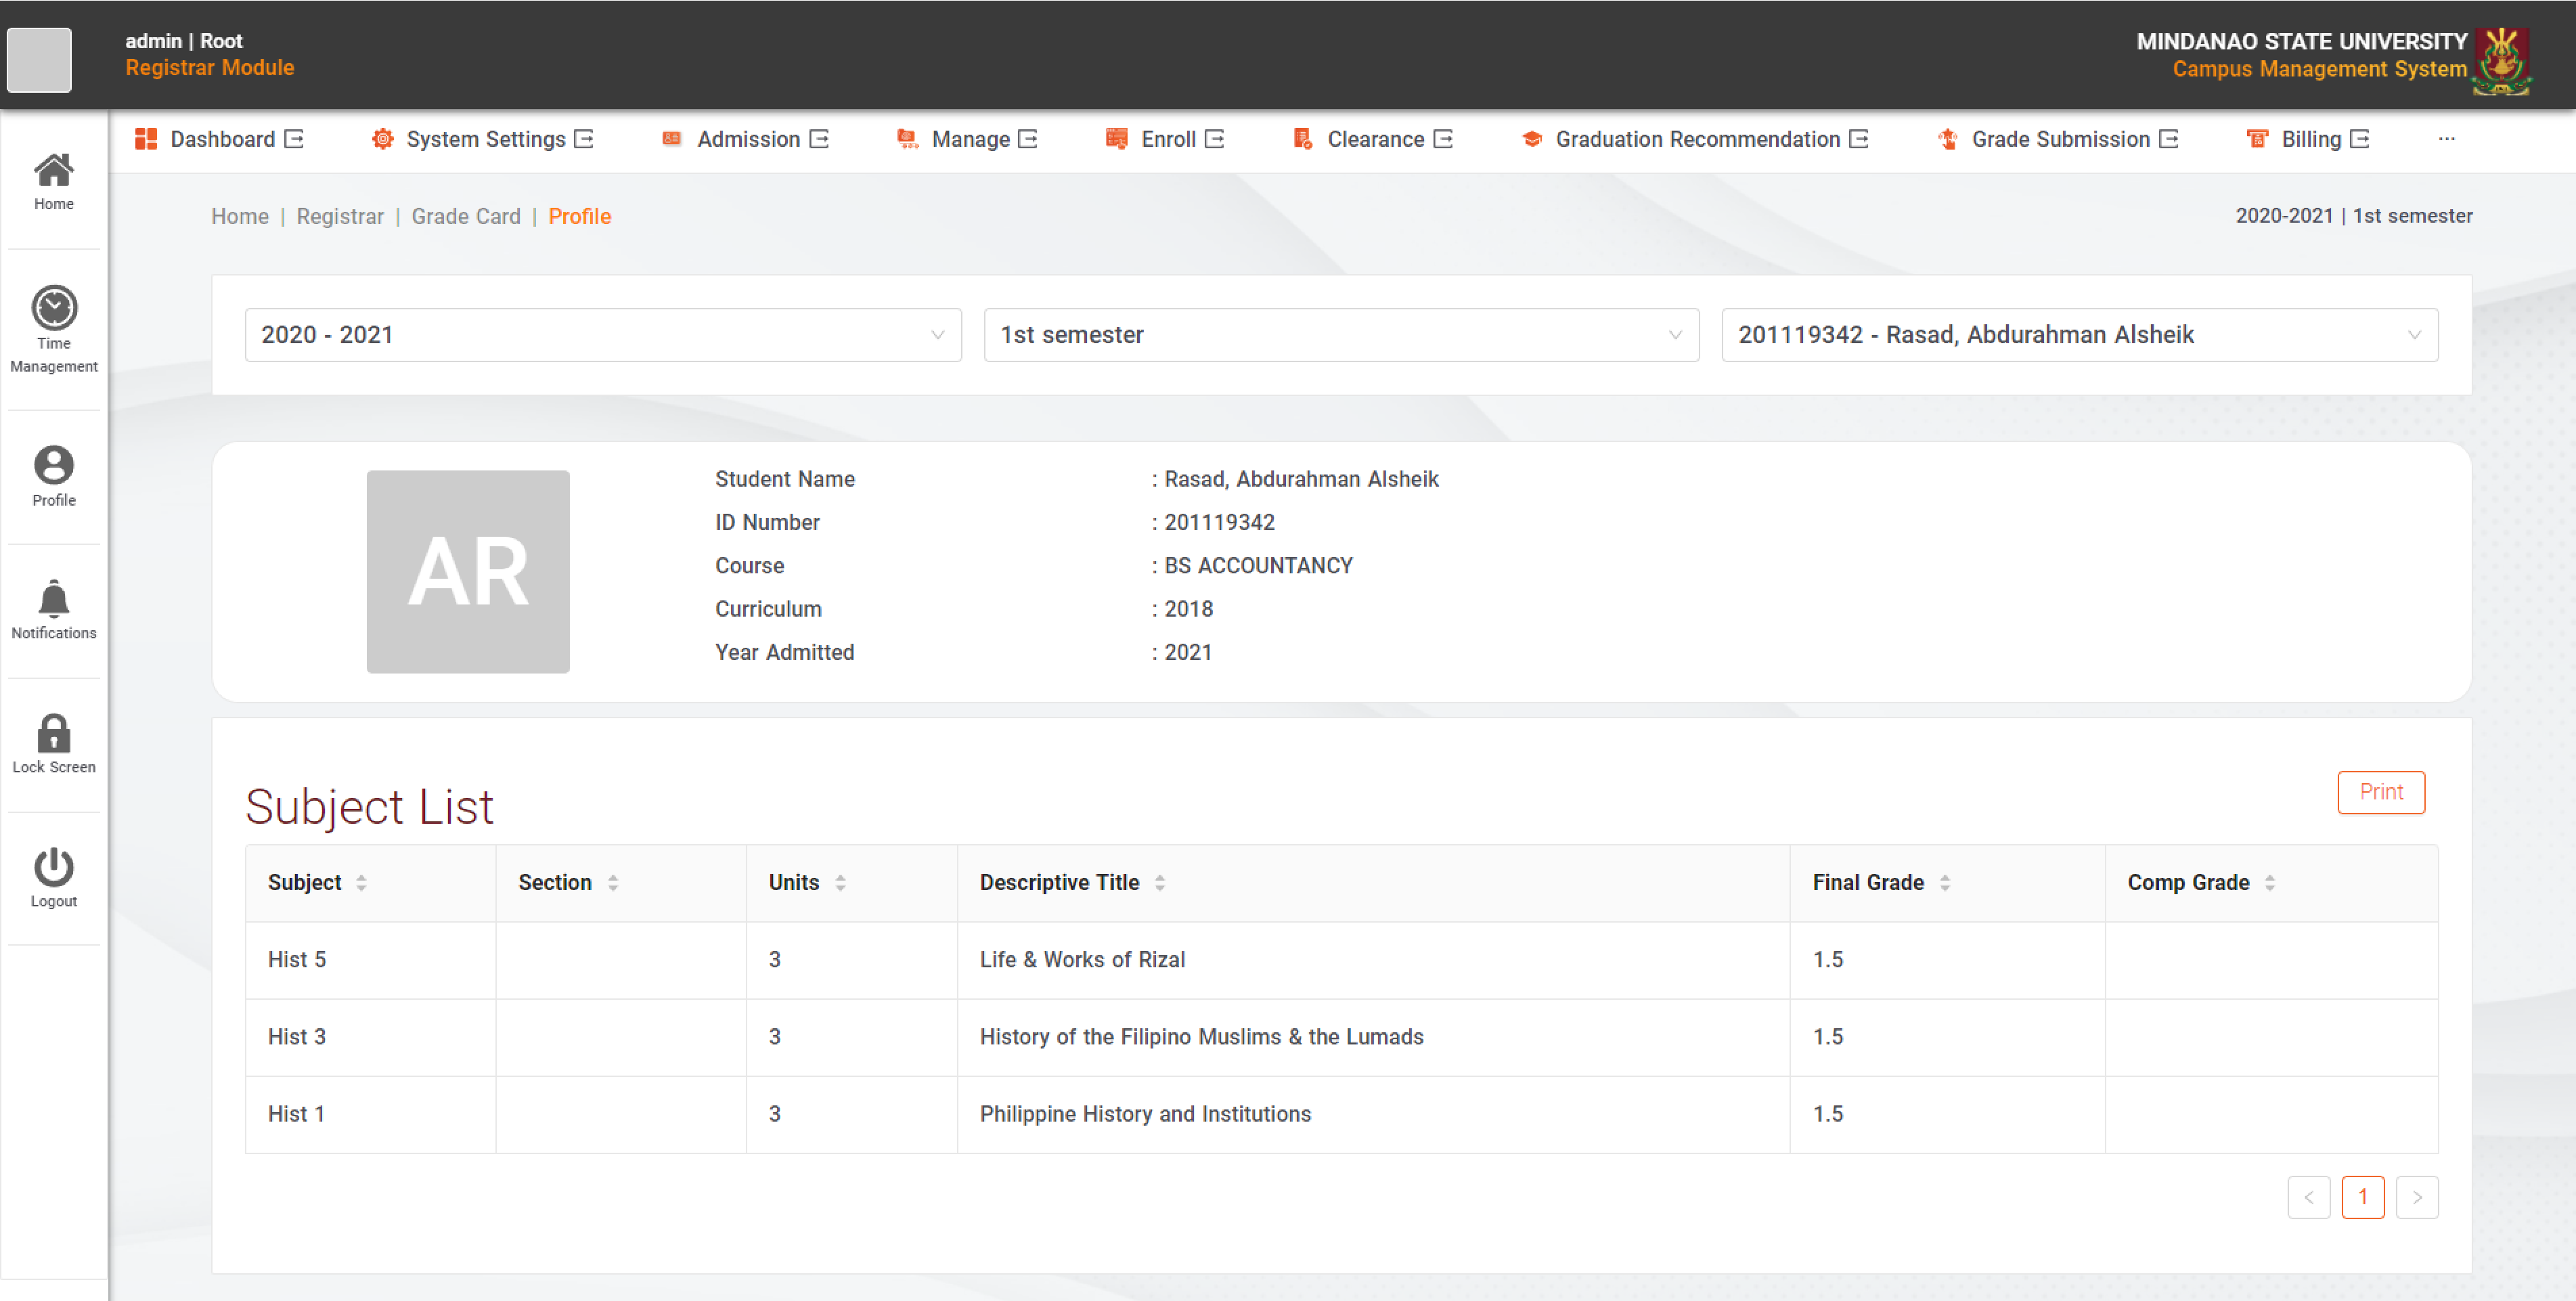 admin | Root
Registrar Module
MINDANAO STATE UNIVERSITY
Campus Management System
Dashboard
System Settings
Admission
Manage
Enroll
Clearance
Graduation Recommendation
Grade Submission
Billing
···
Home
Time
Management
Profile
Notifications
Lock Screen
Logout
Home | Registrar | Grade Card | Profile
2020-2021 | 1st semester
2020 - 2021
1st semester
201119342 - Rasad, Abdurahman Alsheik
AR
Student Name : Rasad, Abdurahman Alsheik
ID Number : 201119342
Course : BS ACCOUNTANCY
Curriculum : 2018
Year Admitted : 2021
Subject List
Print
Subject Section Units Descriptive Title Final Grade Comp Grade
Hist 5 3 Life & Works of Rizal 1.5
Hist 3 3 History of the Filipino Muslims & the Lumads 1.5
Hist 1 3 Philippine History and Institutions 1.5
< 1 >